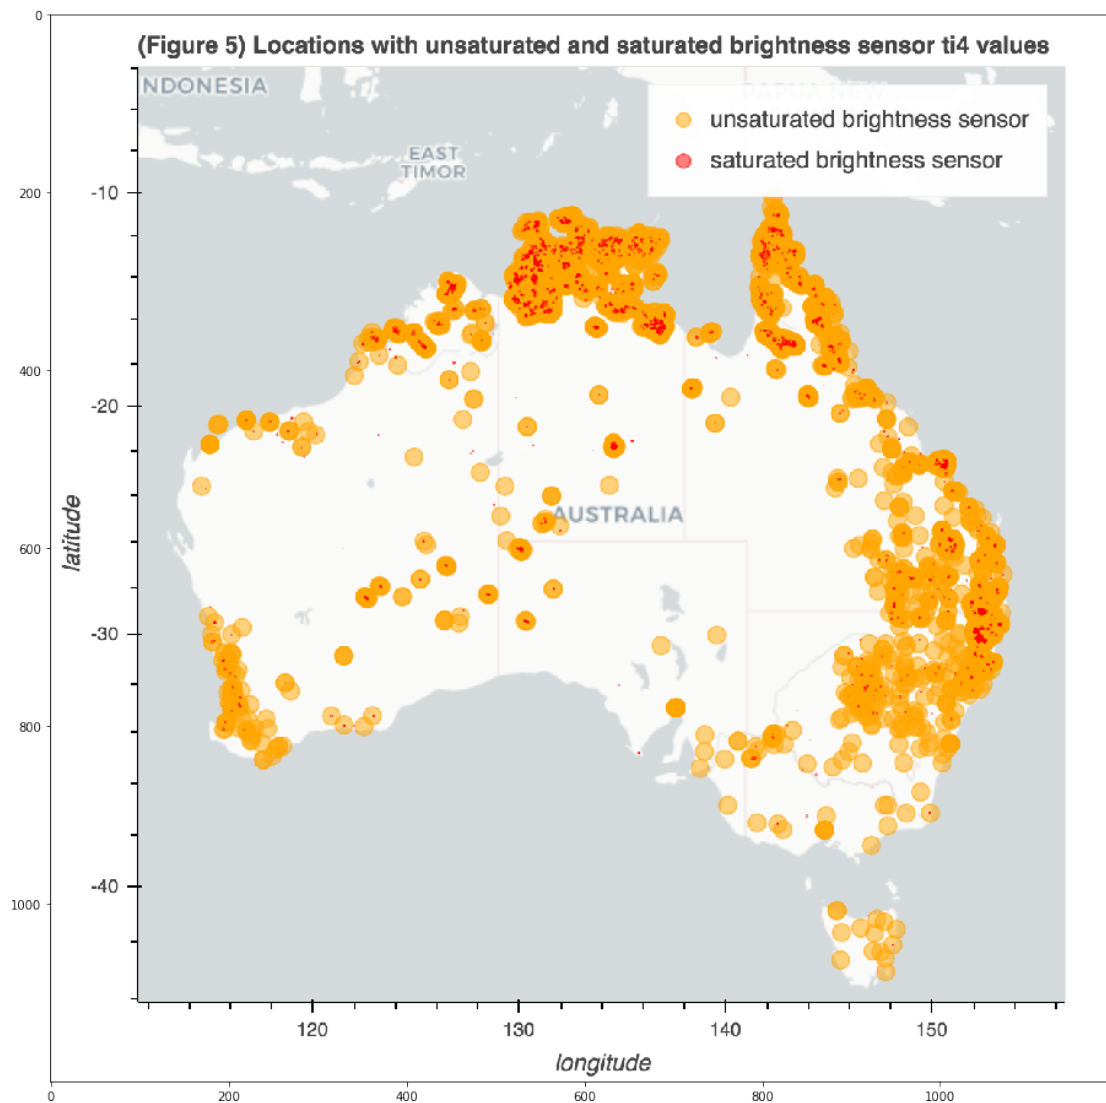 (Figure 5) Locations with unsaturated and saturated brightness sensor ti4 values
NDONESIA
PAPUA NEW
unsaturated brightness sensor
saturated brightness sensor
EAST
TIMOR
AUSTRALIA
latitude
-10
-20
-30
-40
120
130
140
150
longitude
0
200
400
600
800
1000
0
200
400
600
800
1000